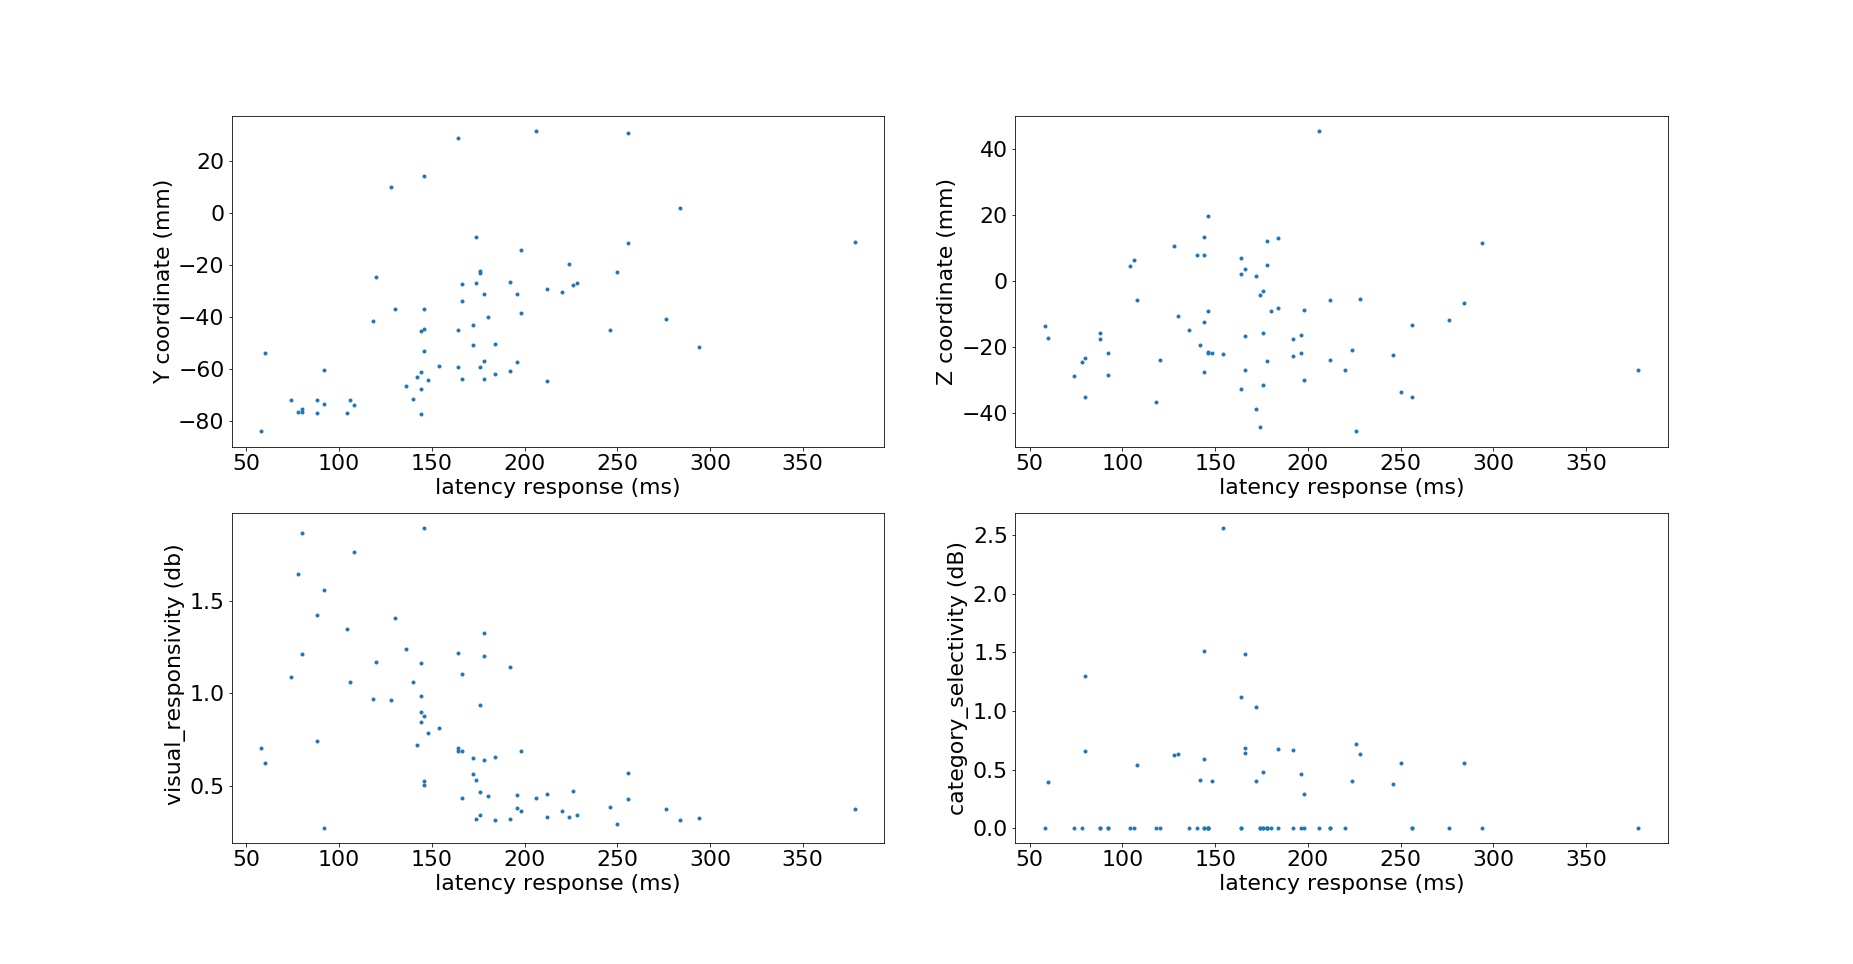 Y coordinate (mm)
20
0
−20
−40
−60
−80
50 100 150 200 250 300 350
latency response (ms)
Z coordinate (mm)
40
20
0
−20
−40
50 100 150 200 250 300 350
latency response (ms)
visual_responsivity (db)
1.5
1.0
0.5
50 100 150 200 250 300 350
latency response (ms)
category_selectivity (dB)
2.5
2.0
1.5
1.0
0.5
0.0
50 100 150 200 250 300 350
latency response (ms)